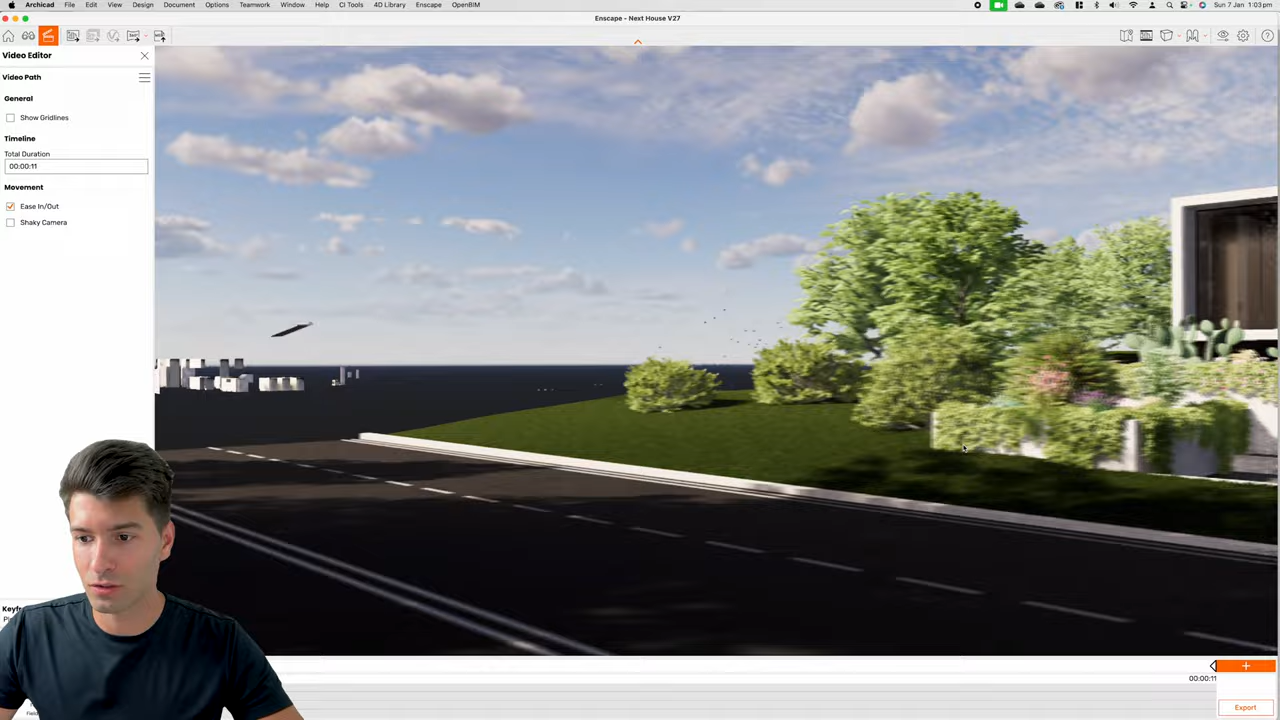 Archicad File Edit View Design Document Options Teamwork Window Help CI Tools 4D Library Enscape OpenBIM Sun 7 Jan 1:03 pm
Enscape - Next House V27
Video Editor
Video Path
General
Show Gridlines
Timeline
Total Duration
00:00:11
Movement
Ease In/Out
Shaky Camera
00:00:11
Export